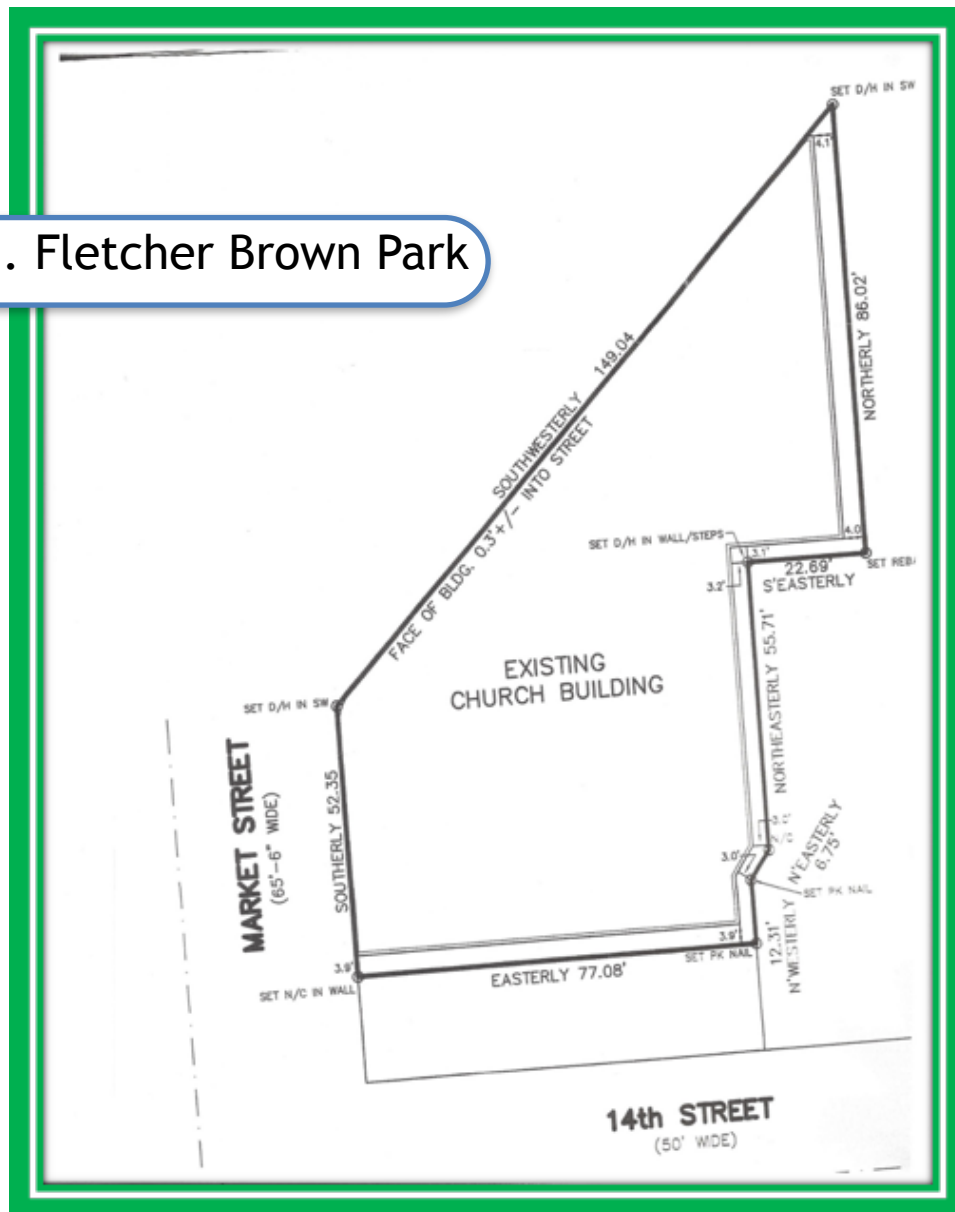 SET D/H IN SW
4.1'
. Fletcher Brown Park
NORTHERLY 86.02'
149.04
SOUTHWESTERLY
FACE OF BLDG. 0.3'+/- INTO STREET
SET D/H IN WALL/STEPS
4.0
3.1'
22.69'
S'EASTERLY
SET REBA
3.2'
EXISTING
CHURCH BUILDING
NORTHEASTERLY 55.71'
SET D/H IN SW
MARKET STREET
(65'-6" WIDE)
SOUTHERLY 52.35
3.0'
N'EASTERLY
6.75'
SET PK NAIL
3.9'
SET PK NAIL
12.31'
N'WESTERLY
3.9'
SET N/C IN WALL
EASTERLY 77.08'
14th STREET
(50' WIDE)